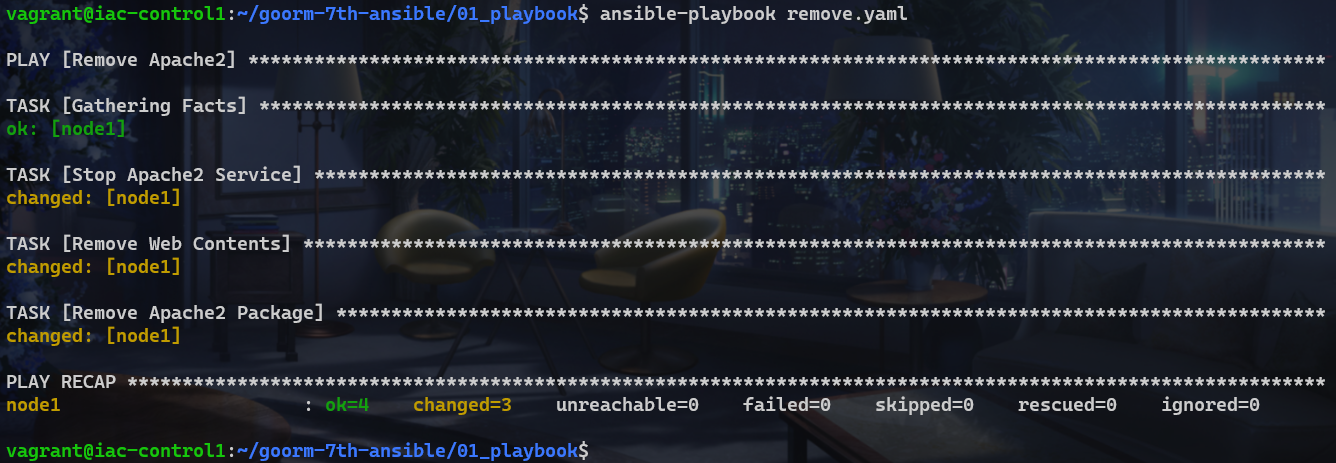 vagrant@iac-control1:~/goorm-7th-ansible/01_playbook$ ansible-playbook remove.yaml
PLAY [Remove Apache2] **************************************************************************************************
TASK [Gathering Facts] *************************************************************************************************
ok: [node1]
TASK [Stop Apache2 Service] ********************************************************************************************
changed: [node1]
TASK [Remove Web Contents] *********************************************************************************************
changed: [node1]
TASK [Remove Apache2 Package] ******************************************************************************************
changed: [node1]
PLAY RECAP *************************************************************************************************************
node1                      : ok=4    changed=3    unreachable=0    failed=0    skipped=0    rescued=0    ignored=0
vagrant@iac-control1:~/goorm-7th-ansible/01_playbook$